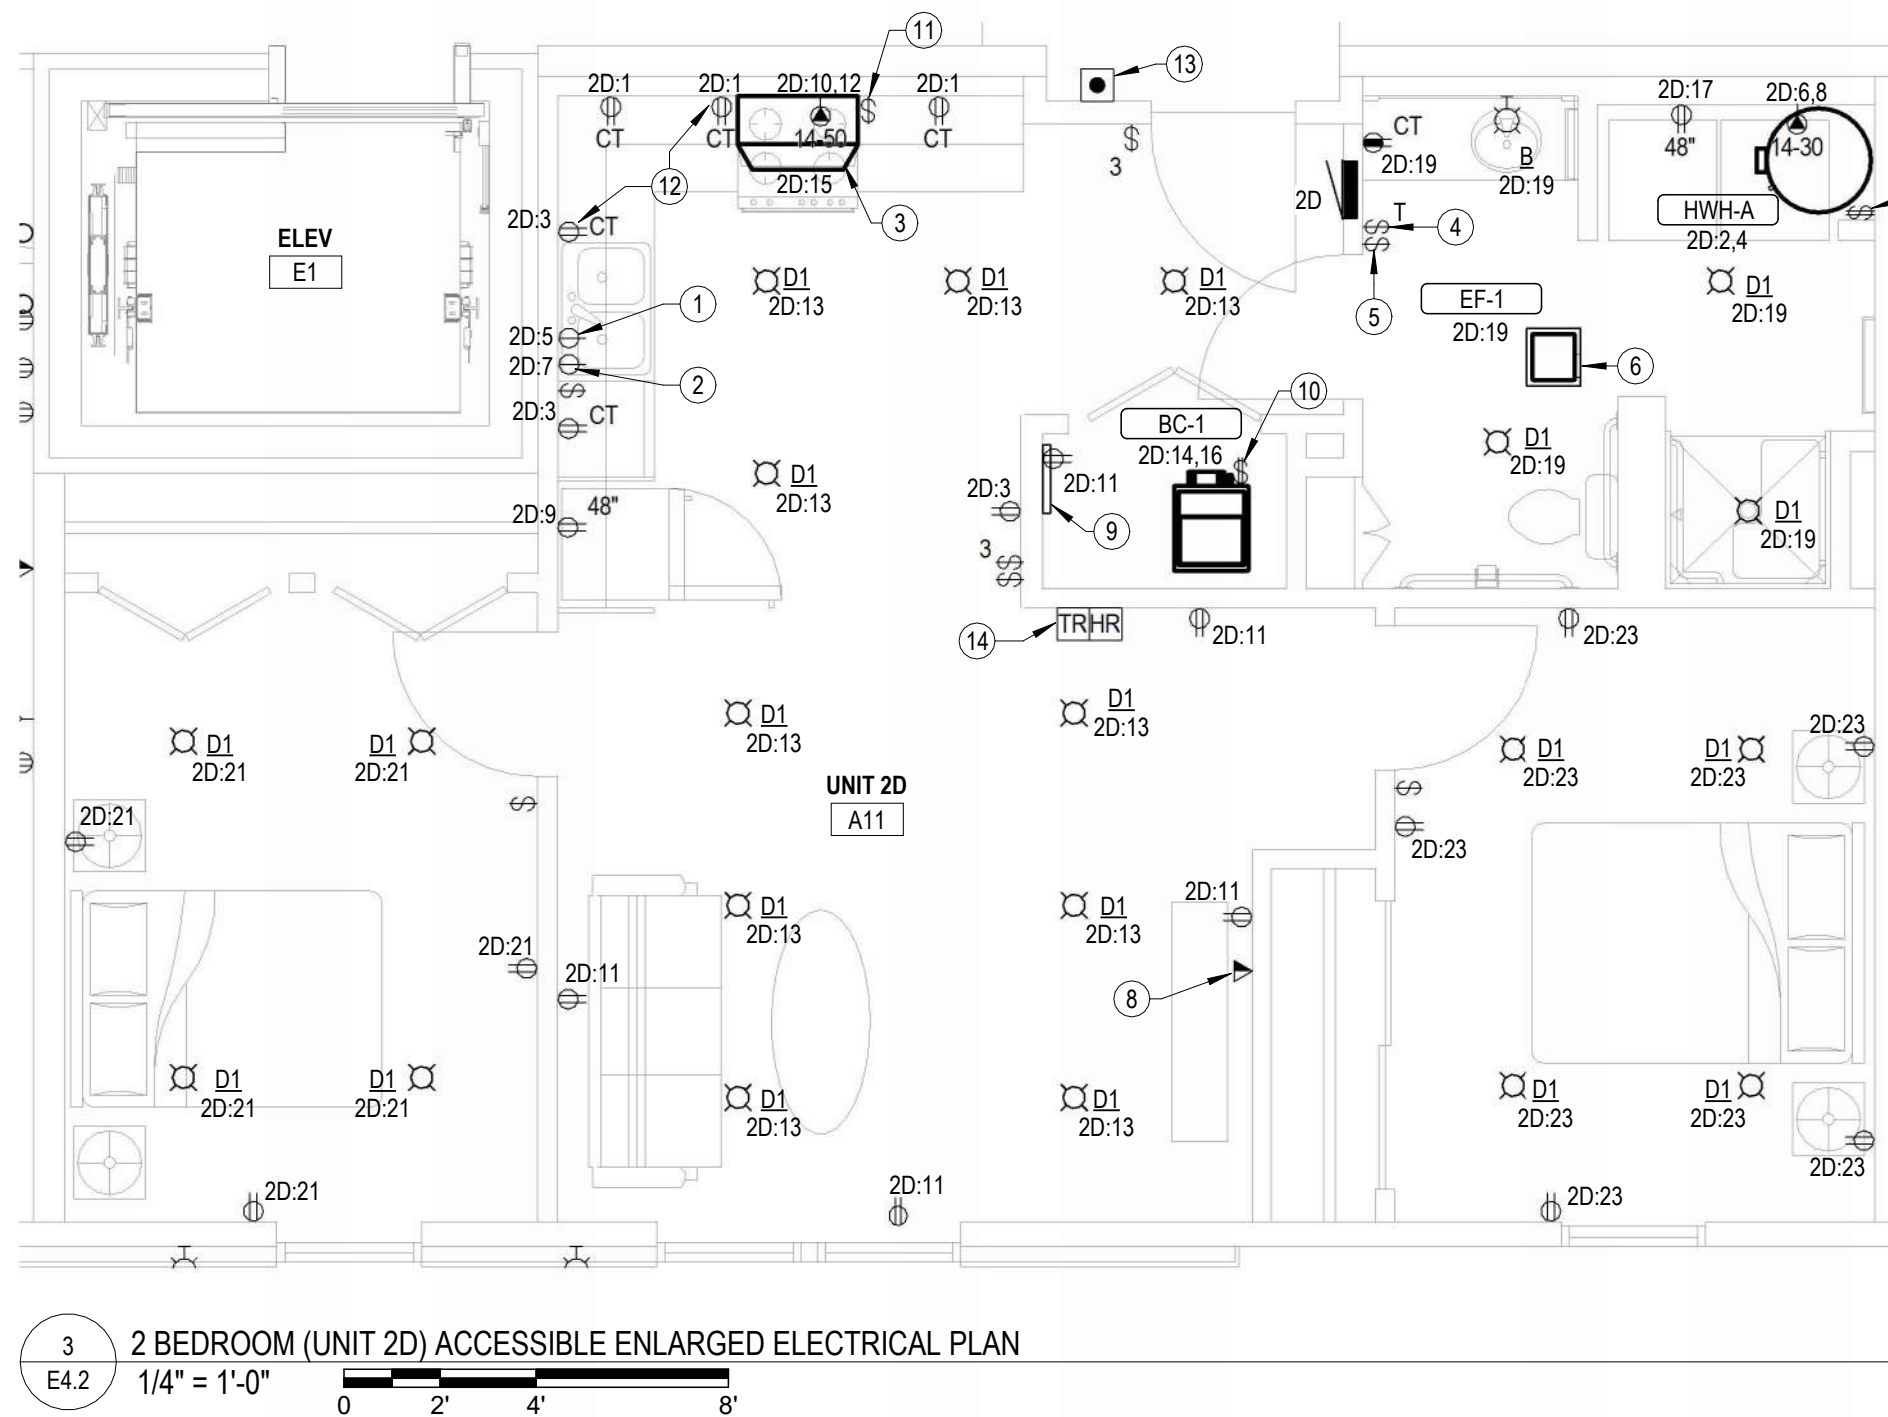 11
13
2D:1
2D:1
2D:10,12
2D:1
2D:17
2D:6,8
CT
CT
14-50
CT
3
CT
2D:19
B
2D:19
48"
14-30
12
2D:15
3
2D
T
4
HWH-A
2D:2,4
2D:3
CT
ELEV
E1
D1
2D:13
D1
2D:13
D1
2D:13
5
EF-1
2D:19
D1
2D:19
1
2D:5
2D:7
2
6
2D:3
CT
10
BC-1
2D:14,16
D1
2D:19
D1
2D:13
2D:3
2D:11
9
2D:9
48"
D1
2D:19
3
14
TR
HR
2D:11
2D:23
D1
2D:21
D1
2D:21
D1
2D:13
D1
2D:13
D1
2D:23
D1
2D:23
2D:23
UNIT 2D
A11
2D:21
2D:23
2D:11
D1
2D:13
D1
2D:13
2D:21
2D:11
8
D1
2D:21
D1
2D:21
D1
2D:13
D1
2D:13
D1
2D:23
D1
2D:23
2D:23
2D:21
2D:11
2D:23
3
E4.2
2 BEDROOM (UNIT 2D) ACCESSIBLE ENLARGED ELECTRICAL PLAN
1/4" = 1'-0"
0
2'
4'
8'